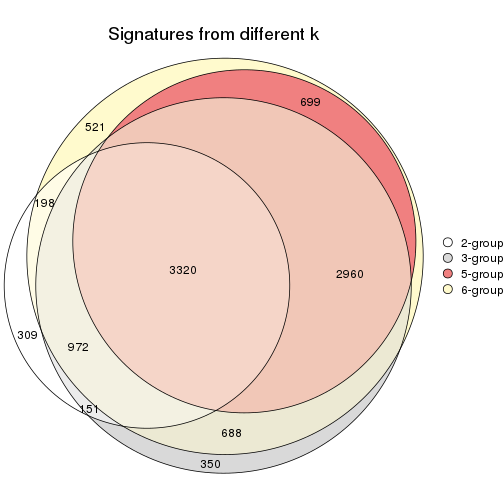 Signatures from different k
699
521
198
3320
2960
309
972
151
688
350
2-group
3-group
5-group
6-group